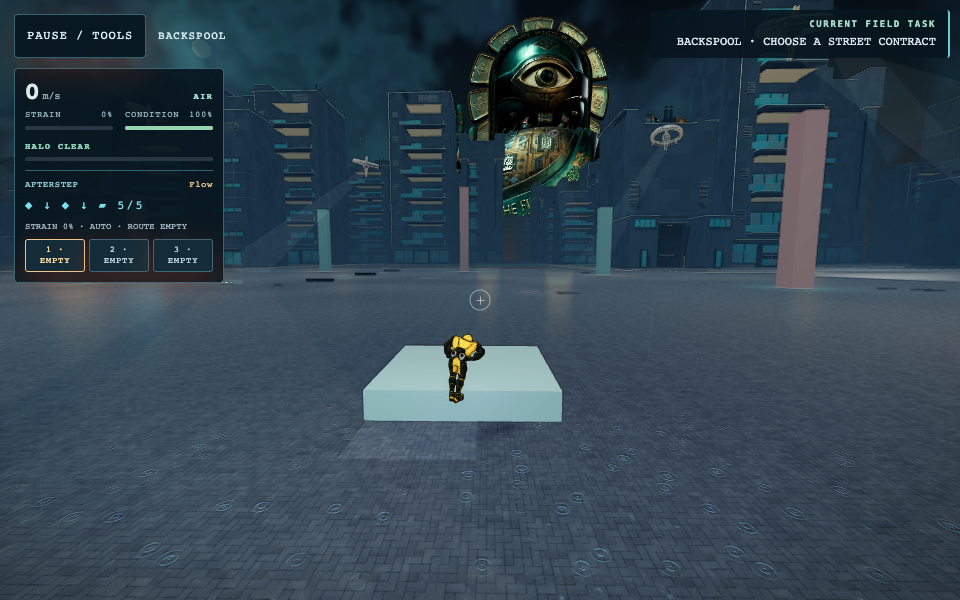 PAUSE / TOOLS
BACKSPOOL
CURRENT FIELD TASK
BACKSPOOL · CHOOSE A STREET CONTRACT
0 m/s
AIR
STRAIN 0%
CONDITION 100%
HALO CLEAR
AFTERSTEP
Flow
5/5
STRAIN 0% · AUTO · ROUTE EMPTY
1 · EMPTY
2 · EMPTY
3 · EMPTY